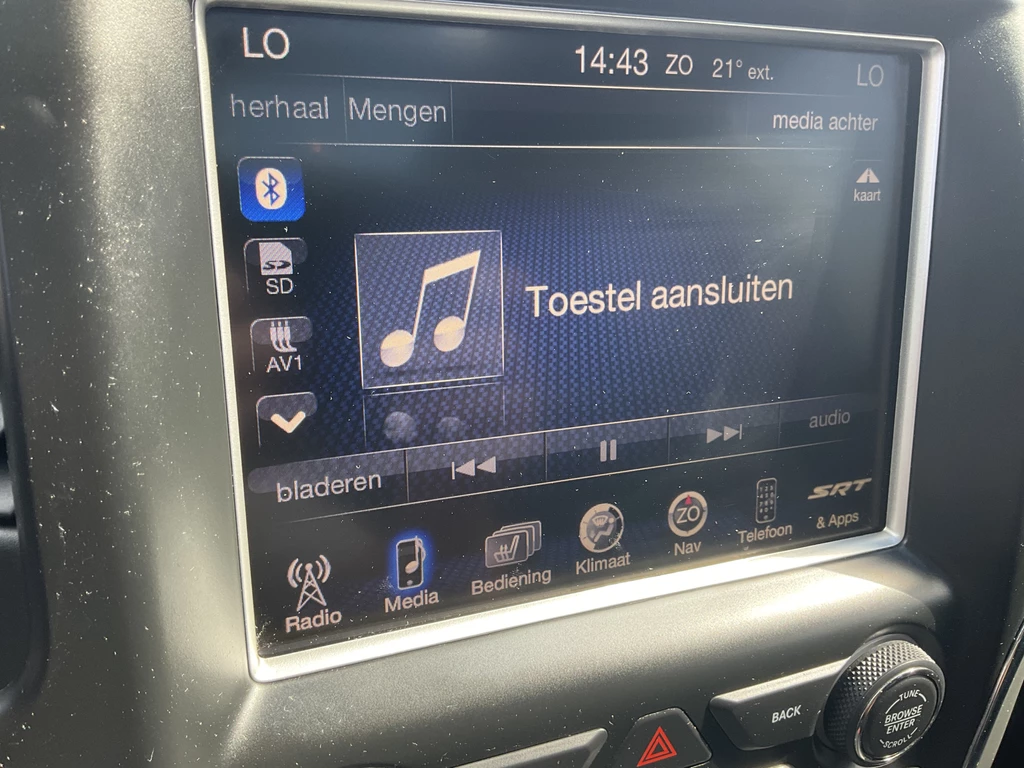 LO 14:43 ZO 21° ext. LO
herhaal Mengen media achter
kaart
SD
Toestel aansluiten
AV1
bladeren audio
Radio Media Bediening Klimaat ZO Nav Telefoon SRT & Apps
BACK
TUNE
BROWSE
ENTER
SCROLL